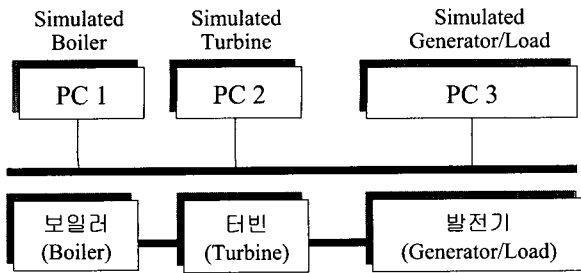 Simulated Simulated Simulated
Boiler Turbine Generator/Load
PC 1 PC 2 PC 3
보일러 터빈 발전기
(Boiler) (Turbine) (Generator/Load)